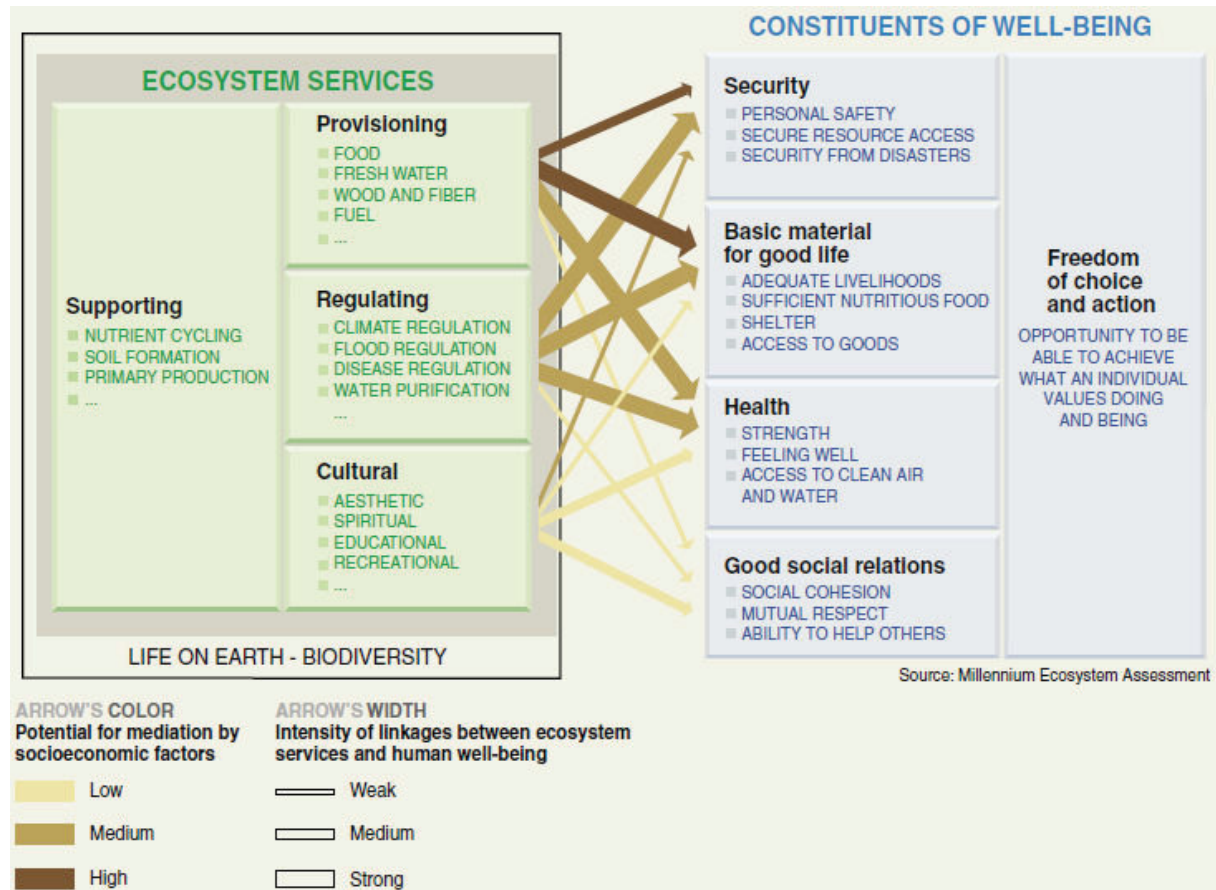 CONSTITUENTS OF WELL-BEING
ECOSYSTEM SERVICES
Supporting
NUTRIENT CYCLING
SOIL FORMATION
PRIMARY PRODUCTION
...
Provisioning
FOOD
FRESH WATER
WOOD AND FIBER
FUEL
...
Regulating
CLIMATE REGULATION
FLOOD REGULATION
DISEASE REGULATION
WATER PURIFICATION
...
Cultural
AESTHETIC
SPIRITUAL
EDUCATIONAL
RECREATIONAL
...
LIFE ON EARTH - BIODIVERSITY
Security
PERSONAL SAFETY
SECURE RESOURCE ACCESS
SECURITY FROM DISASTERS
Basic material
for good life
ADEQUATE LIVELIHOODS
SUFFICIENT NUTRITIOUS FOOD
SHELTER
ACCESS TO GOODS
Health
STRENGTH
FEELING WELL
ACCESS TO CLEAN AIR
AND WATER
Good social relations
SOCIAL COHESION
MUTUAL RESPECT
ABILITY TO HELP OTHERS
Freedom
of choice
and action
OPPORTUNITY TO BE
ABLE TO ACHIEVE
WHAT AN INDIVIDUAL
VALUES DOING
AND BEING
Source: Millennium Ecosystem Assessment
ARROW'S COLOR
Potential for mediation by
socioeconomic factors
Low
Medium
High
ARROW'S WIDTH
Intensity of linkages between ecosystem
services and human well-being
Weak
Medium
Strong